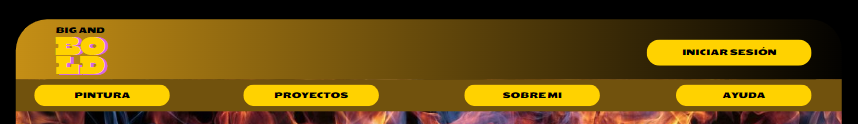 BIG AND
BO
LD
INICIAR SESIÓN
PINTURA
PROYECTOS
SOBRE MI
AYUDA